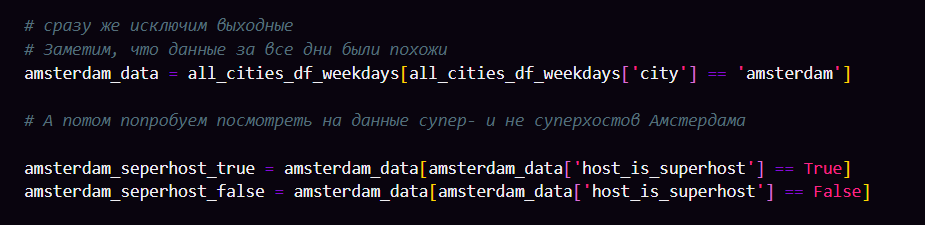 # сразу же исключим выходные
# Заметим, что данные за все дни были похожи
amsterdam_data = all_cities_df_weekdays[all_cities_df_weekdays['city'] == 'amsterdam']
# А потом попробуем посмотреть на данные супер- и не суперхостов Амстердама
amsterdam_seperhost_true = amsterdam_data[amsterdam_data['host_is_superhost'] == True]
amsterdam_seperhost_false = amsterdam_data[amsterdam_data['host_is_superhost'] == False]